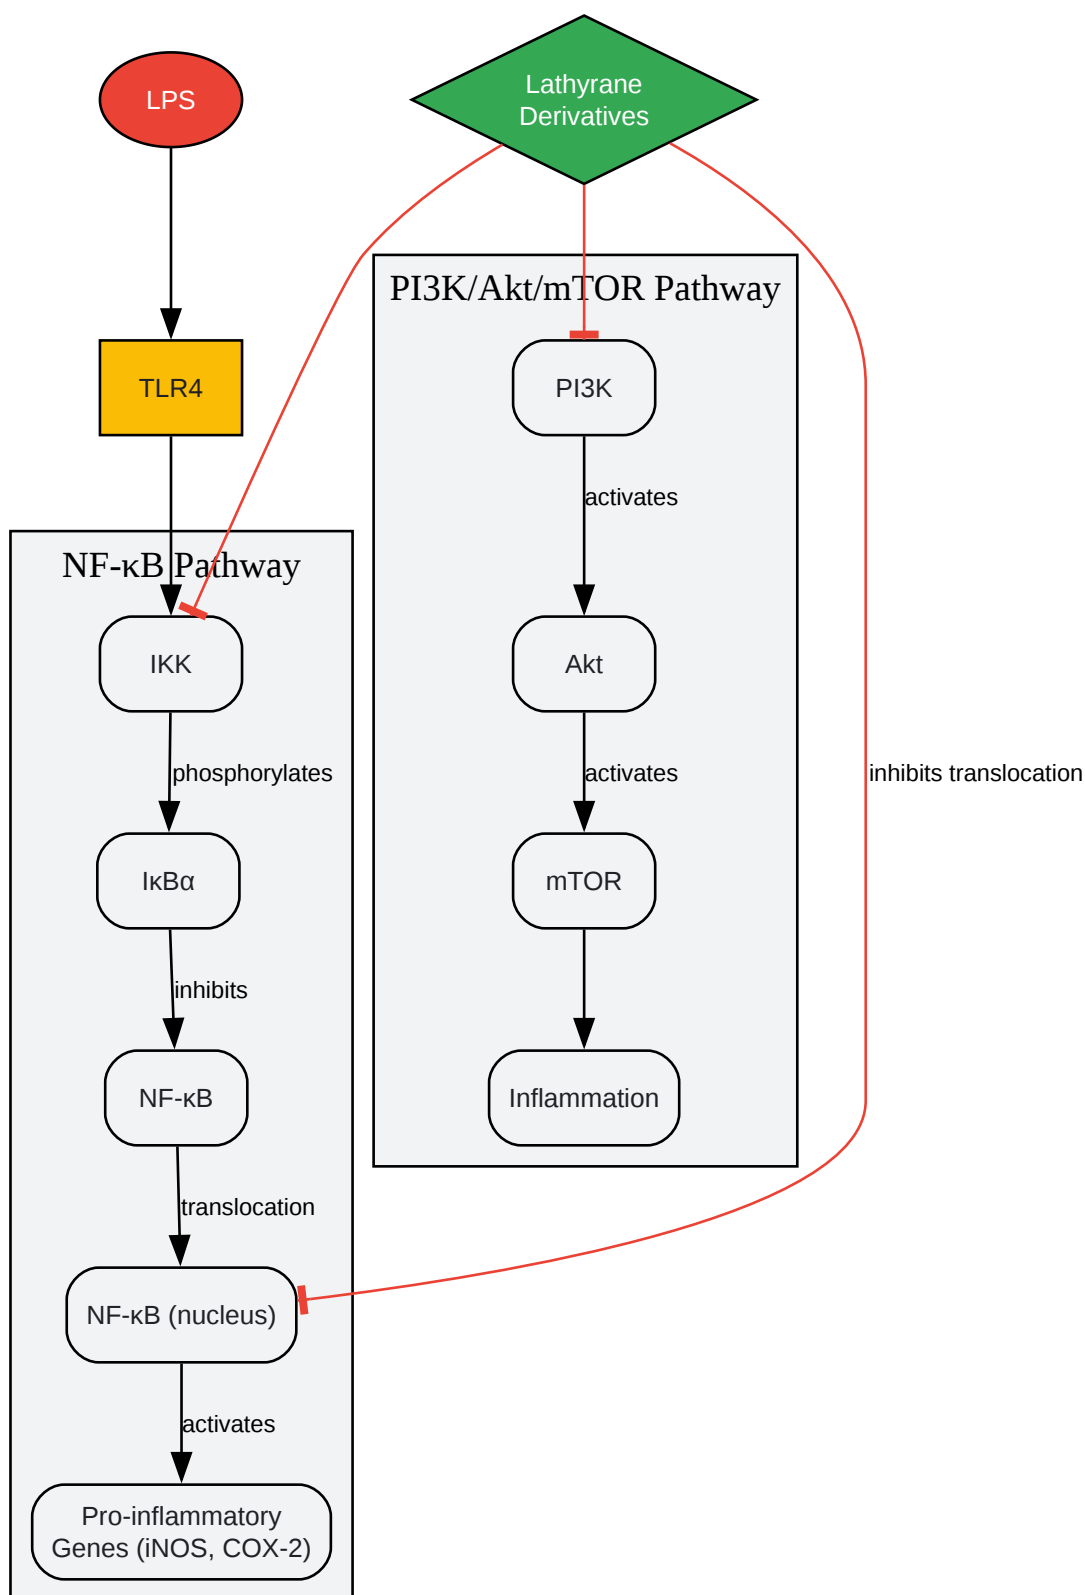 LPS
Lathyrane
Derivatives
PI3K/Akt/mTOR Pathway
TLR4
PI3K
activates
NF-κB Pathway
IKK
Akt
phosphorylates
activates
inhibits translocation
IκBα
mTOR
inhibits
NF-κB
Inflammation
translocation
NF-κB (nucleus)
activates
Pro-inflammatory
Genes (iNOS, COX-2)